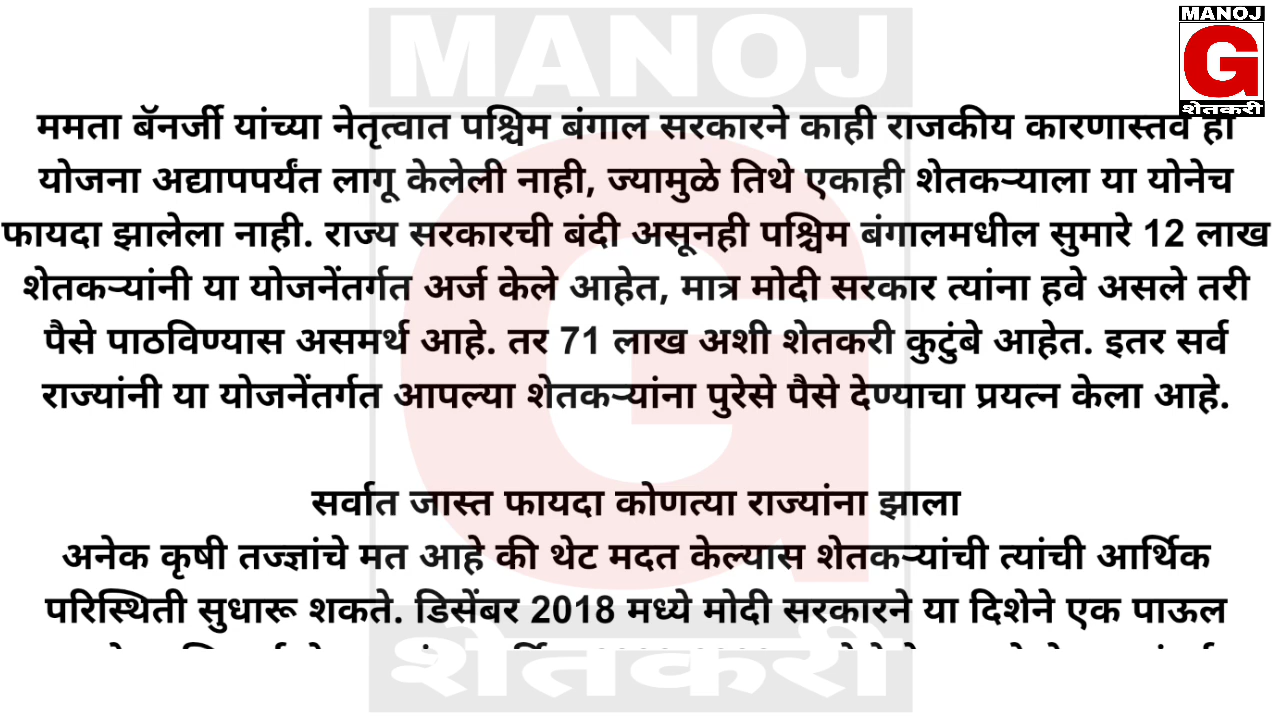 MANOJ
MANOJ
G
शेतकरी
ममता बॅनर्जी यांच्या नेतृत्वात पश्चिम बंगाल सरकारने काही राजकीय कारणास्तव ही
योजना अद्यापपर्यंत लागू केलेली नाही, ज्यामुळे तिथे एकाही शेतकऱ्याला या योनेच
फायदा झालेला नाही. राज्य सरकारची बंदी असूनही पश्चिम बंगालमधील सुमारे 12 लाख
शेतकऱ्यांनी या योजनेंतर्गत अर्ज केले आहेत, मात्र मोदी सरकार त्यांना हवे असले तरी
पैसे पाठविण्यास असमर्थ आहे. तर 71 लाख अशी शेतकरी कुटुंबे आहेत. इतर सर्व
राज्यांनी या योजनेंतर्गत आपल्या शेतकऱ्यांना पुरेसे पैसे देण्याचा प्रयत्न केला आहे.
सर्वात जास्त फायदा कोणत्या राज्यांना झाला
अनेक कृषी तज्ज्ञांचे मत आहे की थेट मदत केल्यास शेतकऱ्यांची त्यांची आर्थिक
परिस्थिती सुधारू शकते. डिसेंबर 2018 मध्ये मोदी सरकारने या दिशेने एक पाऊल
G
शेतकरी